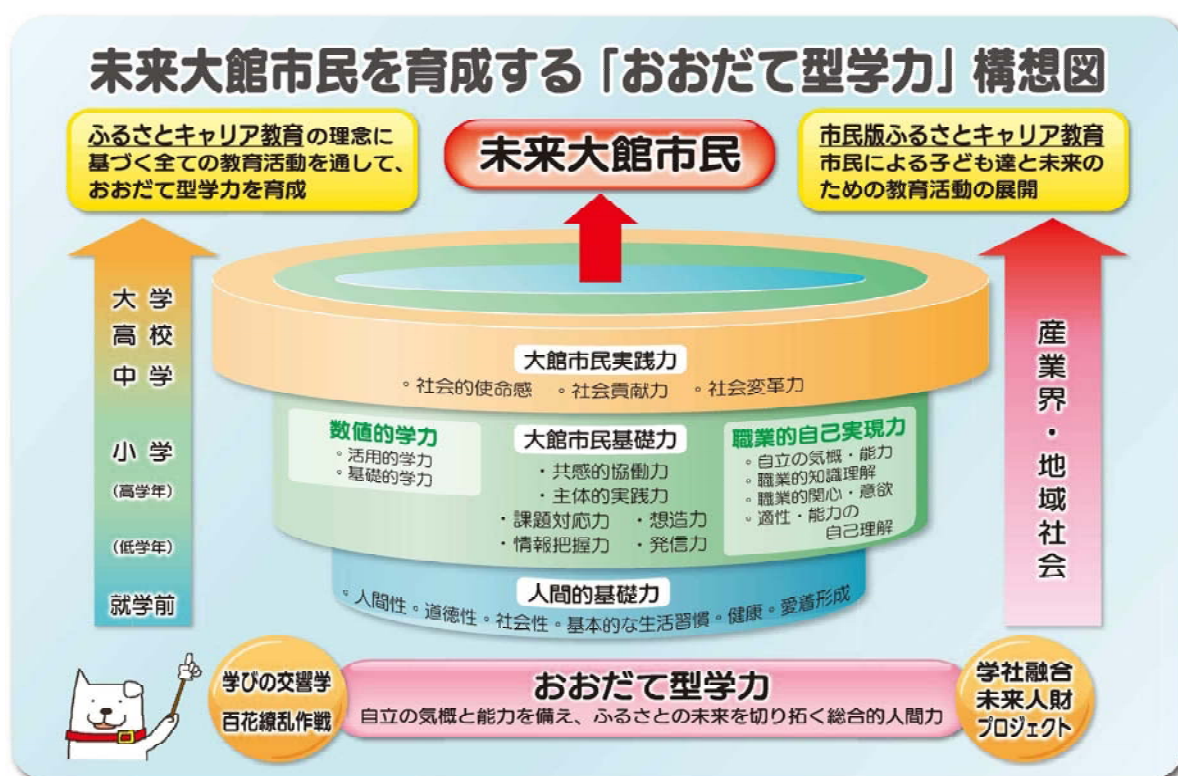 未来大館市民を育成する「おおだて型学力」構想図
ふるさとキャリア教育の理念に
基づく全ての教育活動を通して、
おおだて型学力を育成
未来大館市民
市民版ふるさとキャリア教育
市民による子ども達と未来の
ための教育活動の展開
大学
高校
中学
小学
(高学年)
(低学年)
就学前
大館市民実践力
◦社会的使命感 ◦社会貢献力 ◦社会変革力
数値的学力
◦活用的学力
◦基礎的学力
大館市民基礎力
・共感的協働力
・主体的実践力
・課題対応力 ・想造力
・情報把握力 ・発信力
職業的自己実現力
◦自立の気概・能力
◦職業的知識理解
◦職業的関心・意欲
◦適性・能力の
自己理解
人間的基礎力
◦人間性◦道徳性◦社会性◦基本的な生活習慣◦健康◦愛着形成
産業界・地域社会
学びの交響学
百花繚乱作戦
おおだて型学力
自立の気概と能力を備え、ふるさとの未来を切り拓く総合的人間力
学社融合
未来人財
プロジェクト